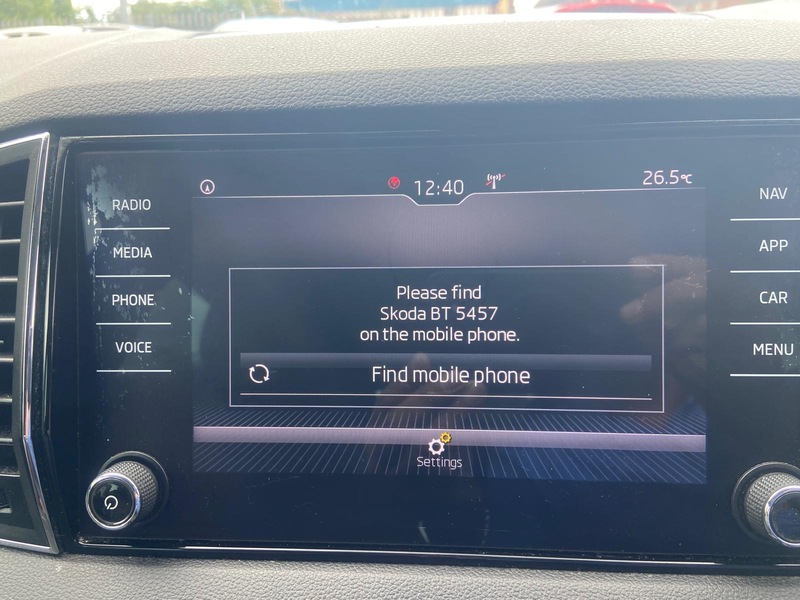 12:40
26.5°C
RADIO
MEDIA
PHONE
VOICE
NAV
APP
CAR
MENU
Please find
Skoda BT 5457
on the mobile phone.
Find mobile phone
Settings